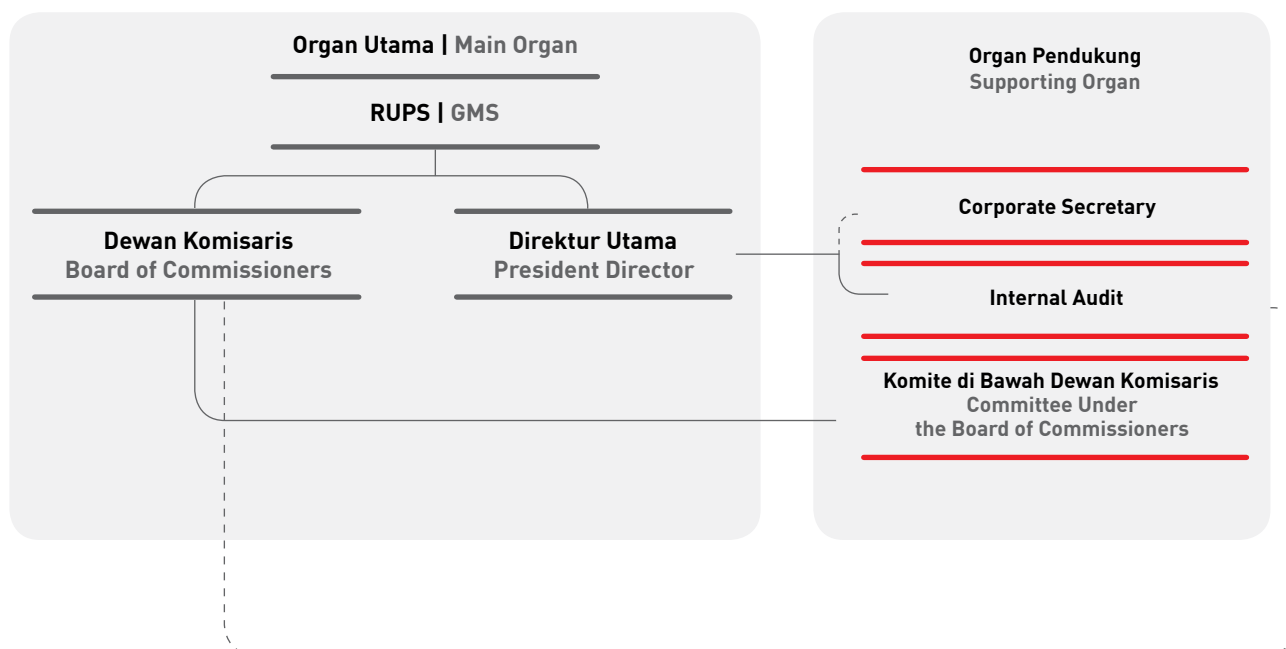 Organ Utama | Main Organ
RUPS | GMS
Dewan Komisaris
Board of Commissioners
Direktur Utama
President Director
Organ Pendukung
Supporting Organ
Corporate Secretary
Internal Audit
Komite di Bawah Dewan Komisaris
Committee Under
the Board of Commissioners